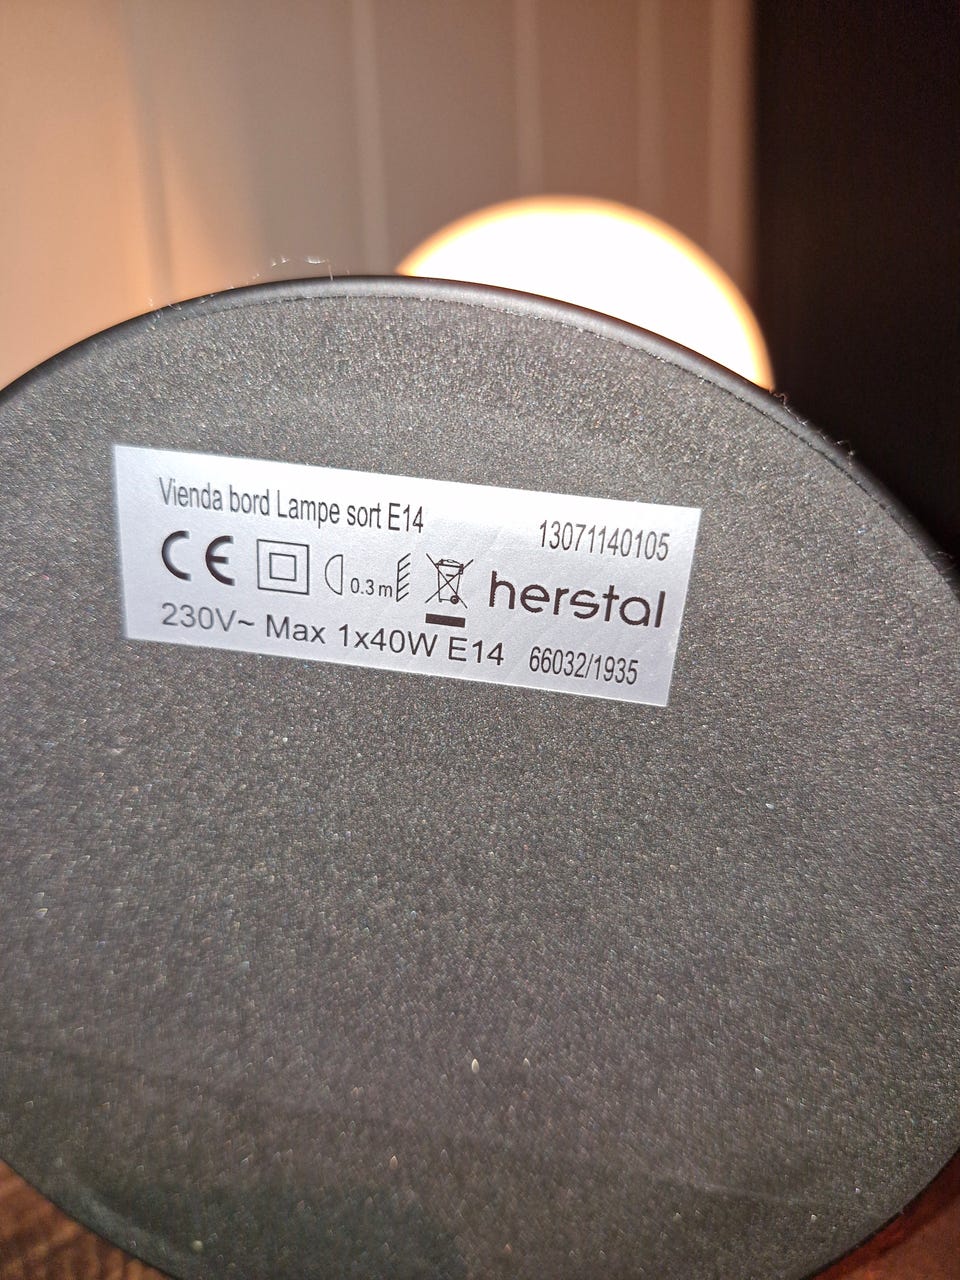 Vienda bord Lampe sort E14
13071140105
CE 0.3m herstal
230V~ Max 1x40W E14
66032/1935